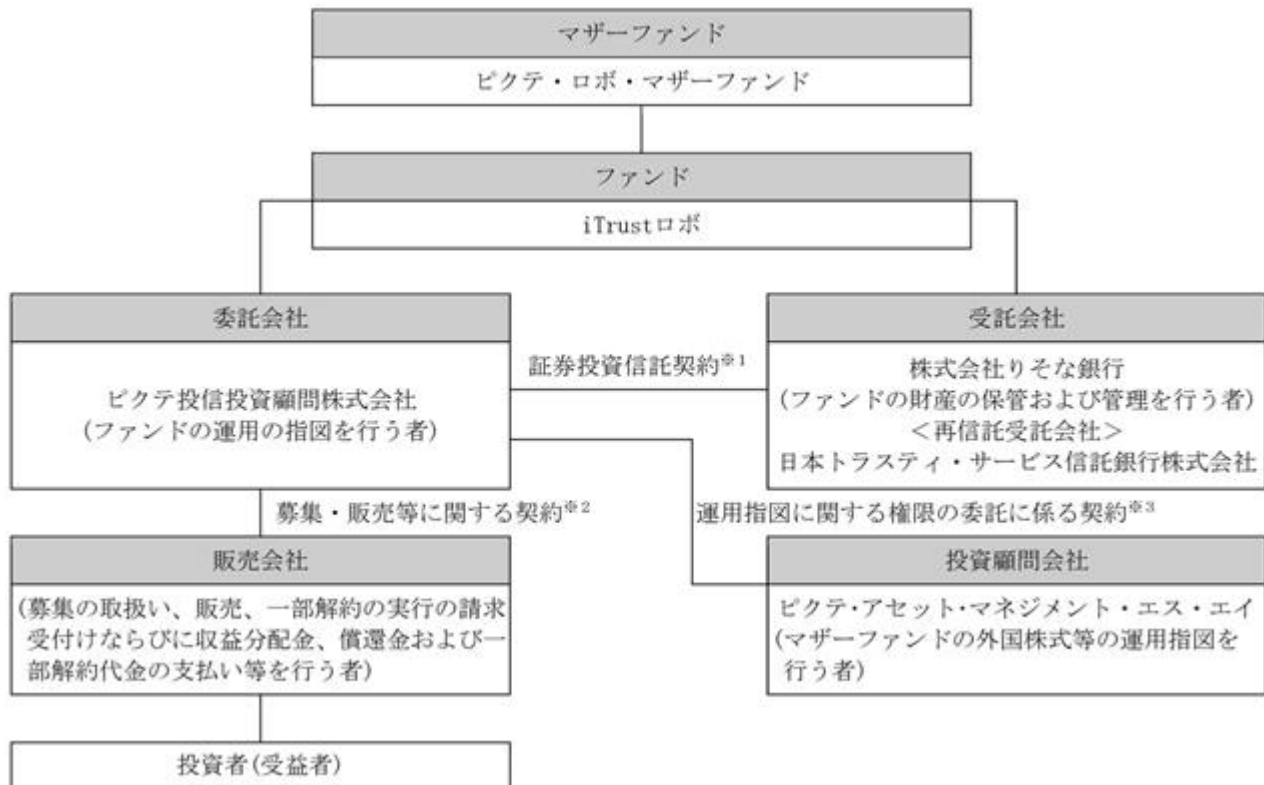 マザーファンド
ピクテ・ロボ・マザーファンド
ファンド
iTrustロボ
委託会社
ピクテ投信投資顧問株式会社
(ファンドの運用の指図を行う者)
証券投資信託契約※1
受託会社
株式会社りそな銀行
(ファンドの財産の保管および管理を行う者)
＜再信託受託会社＞
日本トラスティ・サービス信託銀行株式会社
募集・販売等に関する契約※2
運用指図に関する権限の委託に係る契約※3
販売会社
(募集の取扱い、販売、一部解約の実行の請求
受付けならびに収益分配金、償還金および一
部解約代金の支払い等を行う者)
投資顧問会社
ピクテ・アセット・マネジメント・エス・エイ
(マザーファンドの外国株式等の運用指図を
行う者)
投資者(受益者)